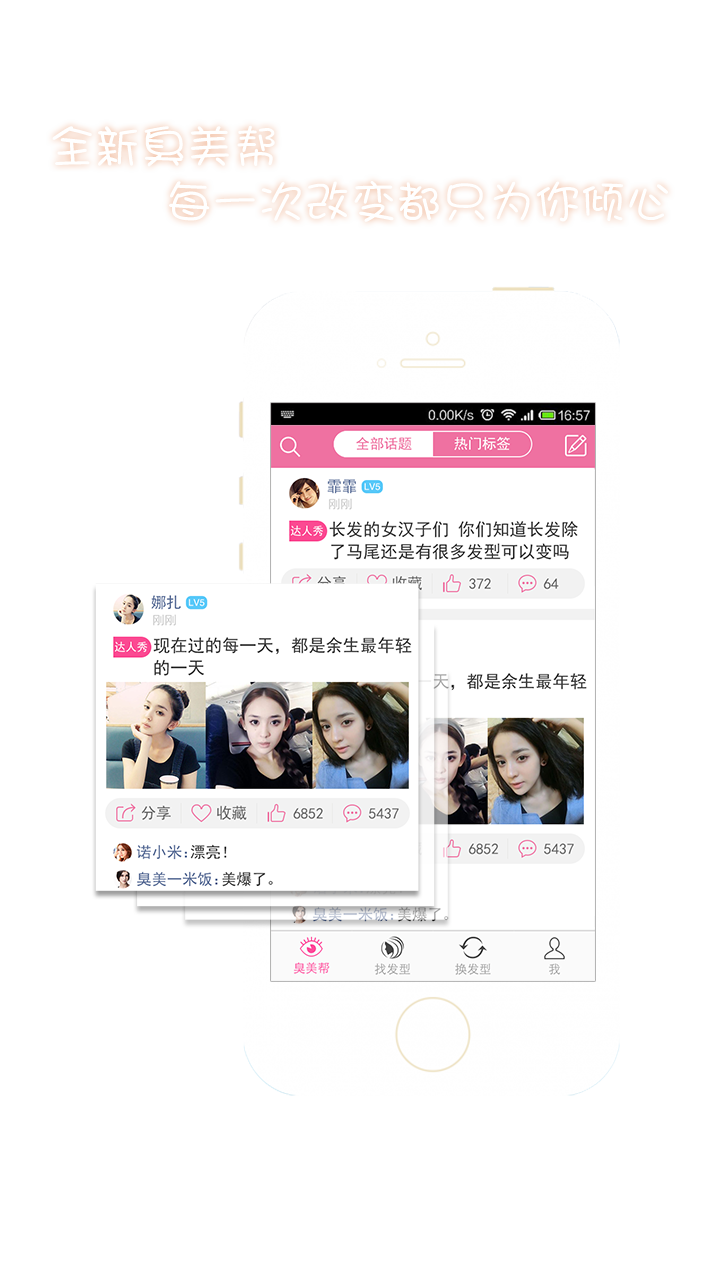 全新臭美帮
每一次改变都只为你倾心
0.00K/s 16:57
全部话题 热门标签
霏霏 LV5
刚刚
达人秀 长发的女汉子们 你们知道长发除
了马尾还是有很多发型可以变吗
分享 收藏 372 64
娜扎 LV5
刚刚
达人秀 现在过的每一天，都是余生最年轻
的一天
天，都是余生最年轻
分享 收藏 6852 5437
6852 5437
诺小米:漂亮！
臭美一米饭:美爆了。
臭美一米饭:美爆了。
臭美帮 找发型 换发型 我